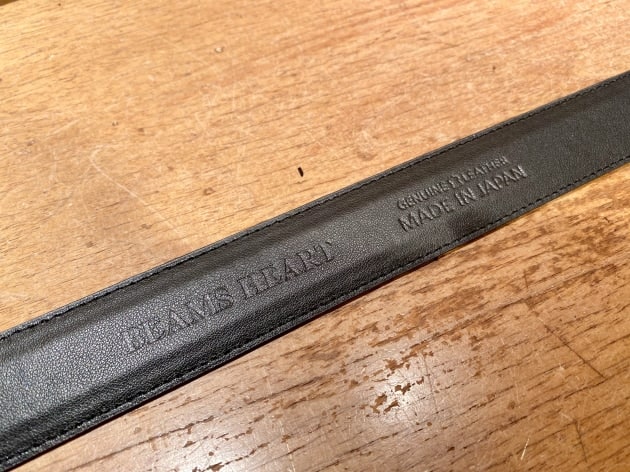 BEAMS HEART
GENUINE LEATHER
MADE IN JAPAN